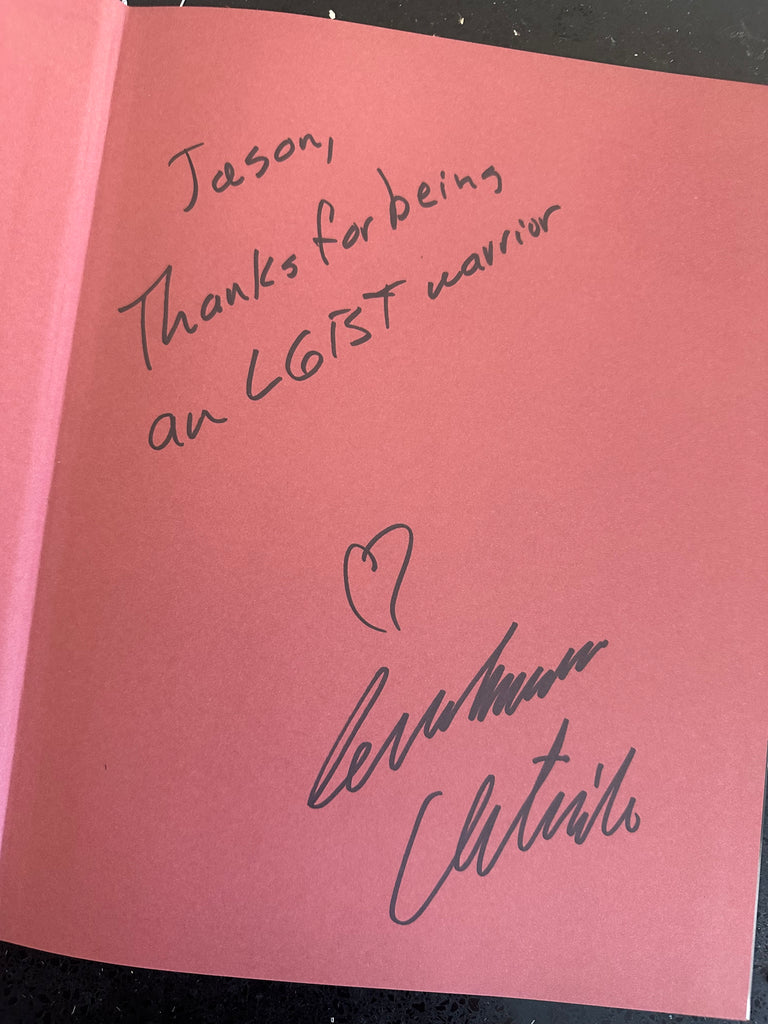 Jason,
Thanks for being
an LGBT warrior